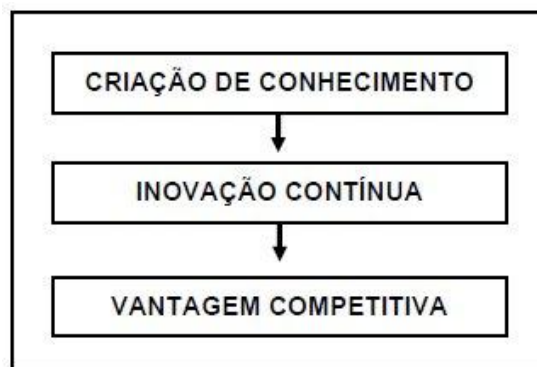 CRIAÇÃO DE CONHECIMENTO
INOVAÇÃO CONTÍNUA
VANTAGEM COMPETITIVA